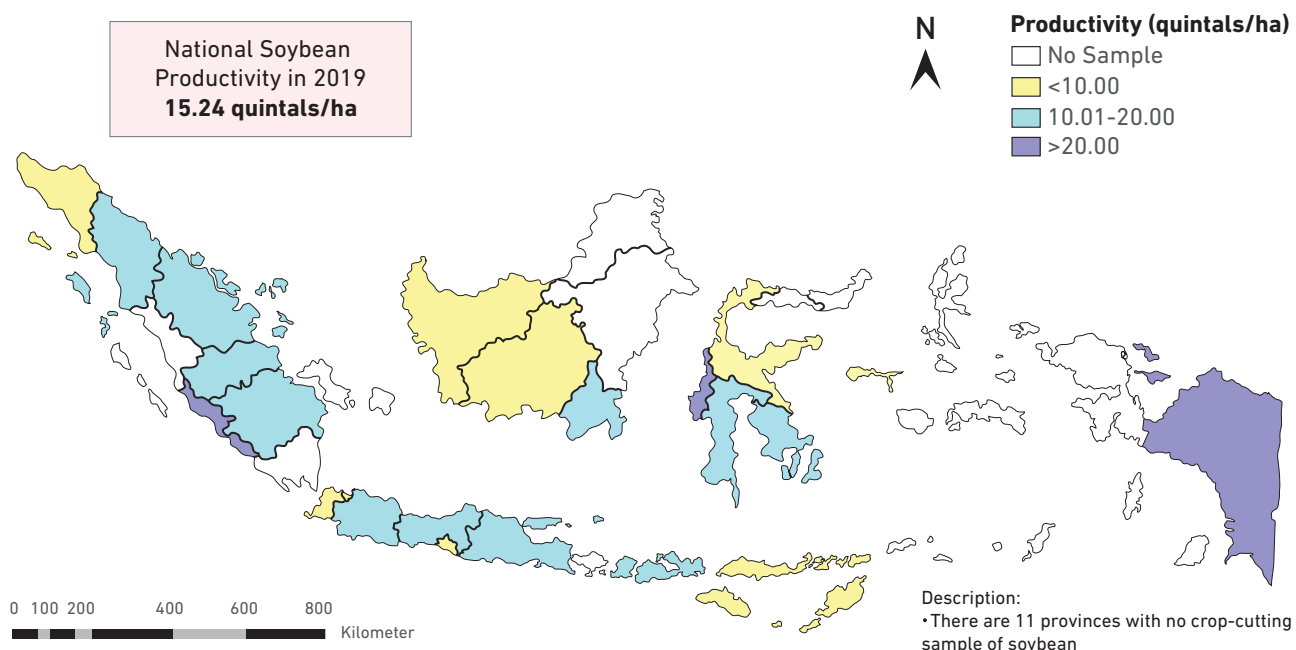 National Soybean
Productivity in 2019
15.24 quintals/ha
N
Productivity (quintals/ha)
No Sample
<10.00
10.01-20.00
>20.00
0 100 200 400 600 800
Kilometer
Description:
•There are 11 provinces with no crop-cutting
sample of soybean